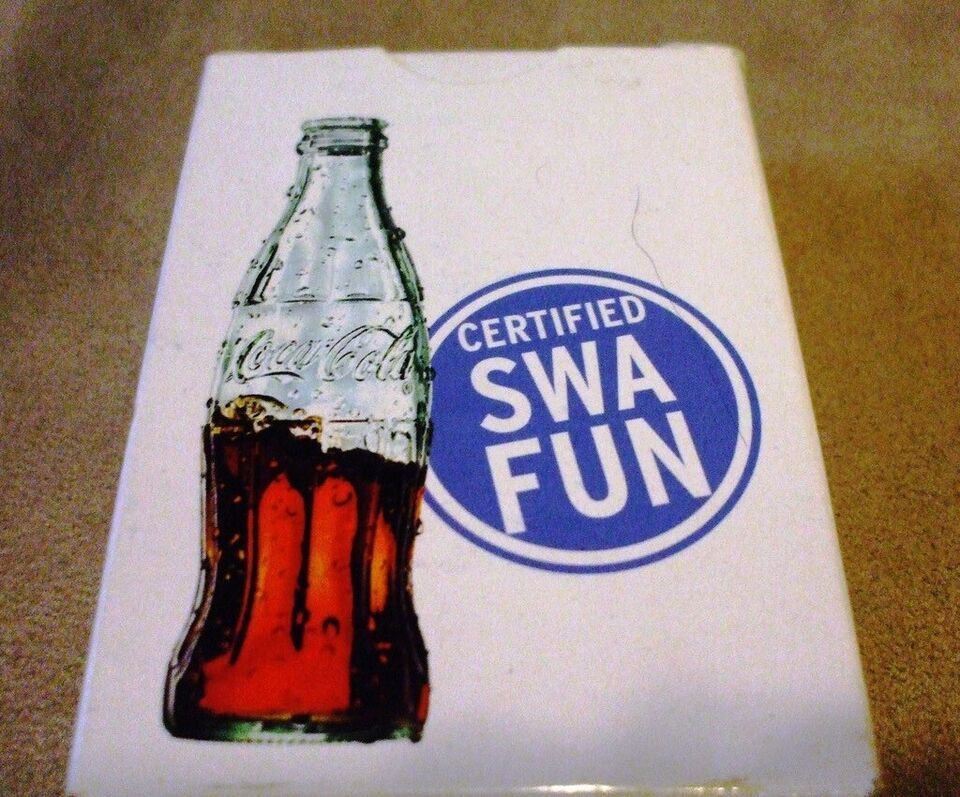 Coca-Cola
CERTIFIED
SWA
FUN